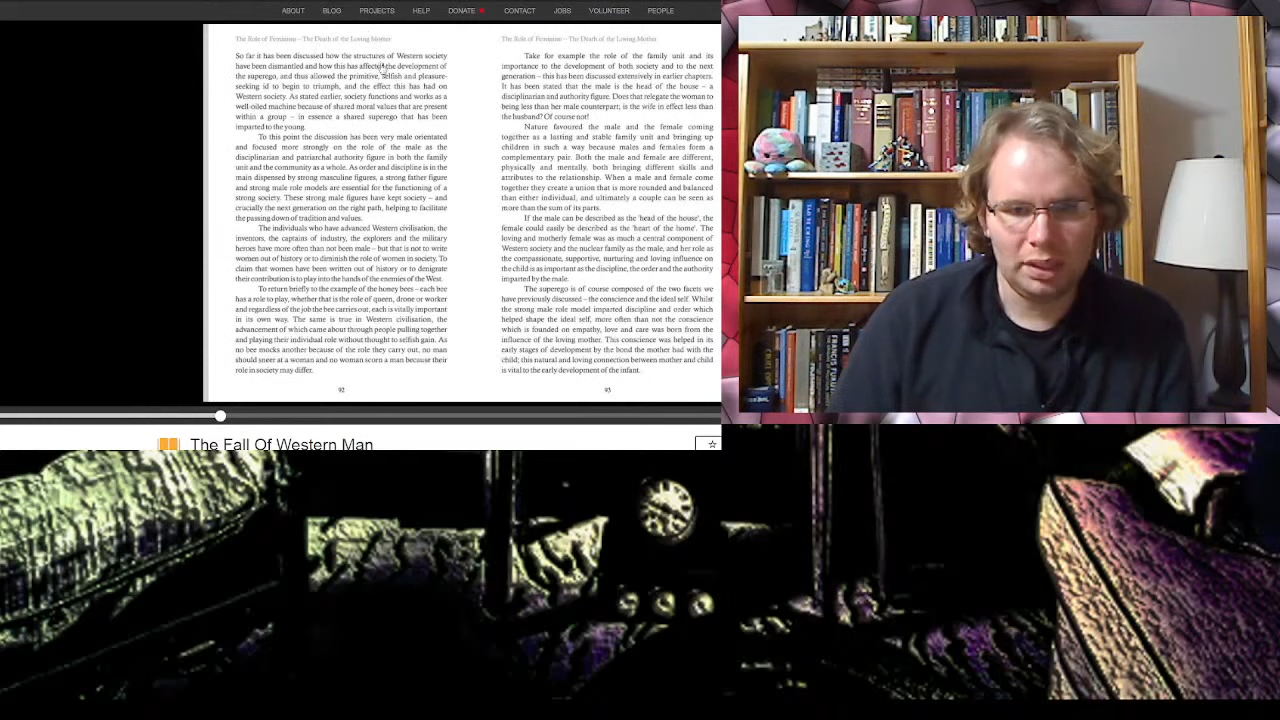 ABOUT BLOG PROJECTS HELP DONATE CONTACT JOBS VOLUNTEER PEOPLE
The Role of Feminism – The Death of the Loving Mother
So far it has been discussed how the structures of Western society
have been dismantled and how this has affected the development of
the superego, and thus allowed the primitive, selfish and pleasure-
seeking id to begin to triumph, and the effect this has had on
Western society. As stated earlier, society functions and works as a
well-oiled machine because of shared moral values that are present
within a group – in essence a shared superego that has been
imparted to the young.
To this point the discussion has been very male orientated
and focused more strongly on the role of the male as the
disciplinarian and patriarchal authority figure in both the family
unit and the community as a whole. As order and discipline is in the
main dispensed by strong masculine figures, a strong father figure
and strong male role models are essential for the functioning of a
strong society. These strong male figures have kept society – and
crucially the next generation on the right path, helping to facilitate
the passing down of tradition and values.
The individuals who have advanced Western civilisation, the
inventors, the captains of industry, the explorers and the military
heroes have more often than not been male – but that is not to write
women out of history or to diminish the role of women in society. To
claim that women have been written out of history or to denigrate
their contribution is to play into the hands of the enemies of the West.
To return briefly to the example of the honey bees – each bee
has a role to play, whether that is the role of queen, drone or worker
and regardless of the job the bee carries out, each is vitally important
in its own way. The same is true in Western civilisation, the
advancement of which came about through people pulling together
and playing their individual role without thought to selfish gain. As
no bee mocks another because of the role they carry out, no man
should sneer at a woman and no woman scorn a man because their
role in society may differ.
92
The Role of Feminism – The Death of the Loving Mother
Take for example the role of the family unit and its
importance to the development of both society and to the next
generation – this has been discussed extensively in earlier chapters.
It has been stated that the male is the head of the house – a
disciplinarian and authority figure. Does that relegate the woman to
being less than her male counterpart; is the wife in effect less than
the husband? Of course not!
Nature favoured the male and the female coming
together as a lasting and stable family unit and bringing up
children in such a way because males and females form a
complementary pair. Both the male and female are different,
physically and mentally, both bringing different skills and
attributes to the relationship. When a male and female come
together they create a union that is more rounded and balanced
than either individual, and ultimately a couple can be seen as
more than the sum of its parts.
If the male can be described as the 'head of the house', the
female could easily be described as the 'heart of the home'. The
loving and motherly female was as much a central component of
Western society and the nuclear family as the male, and her role as
the compassionate, supportive, nurturing and loving influence on
the child is as important as the discipline, the order and the authority
imparted by the male.
The superego is of course composed of the two facets we
have previously discussed – the conscience and the ideal self. Whilst
the strong male role model imparted discipline and order which
helped shape the ideal self, more often than not the conscience
which is founded on empathy, love and care was born from the
influence of the loving mother. This conscience was helped in its
early stages of development by the bond the mother had with the
child; this natural and loving connection between mother and child
is vital to the early development of the infant.
93
The Fall Of Western Man